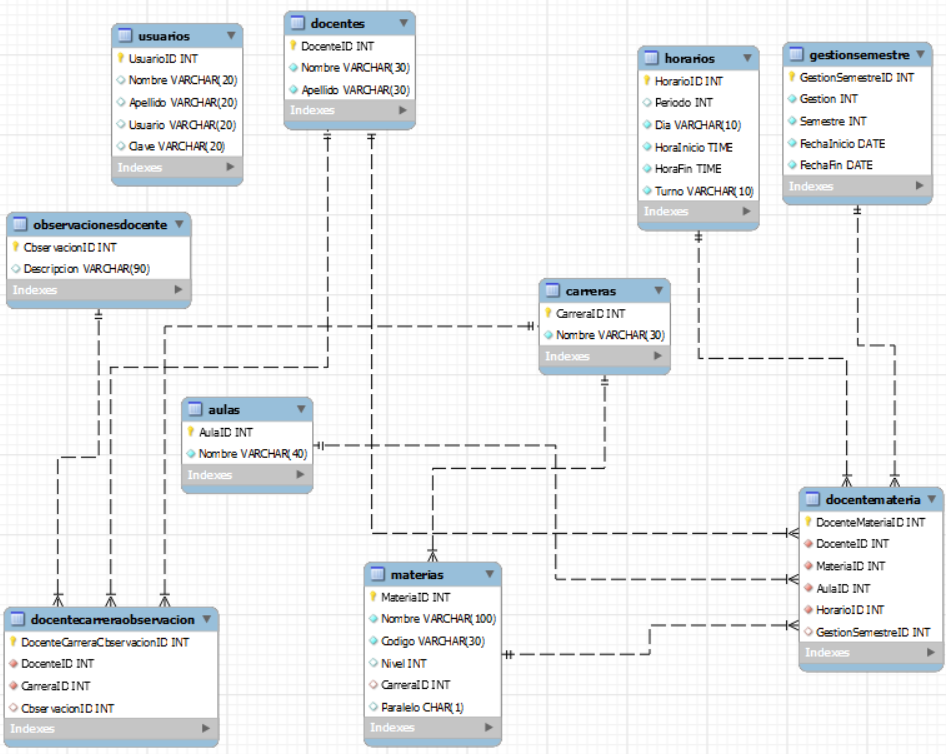 usuarios
UsuarioID INT
Nombre VARCHAR(20)
Apellido VARCHAR(20)
Usuario VARCHAR(20)
Clave VARCHAR(20)
Indexes
docentes
DocenteID INT
Nombre VARCHAR(30)
Apellido VARCHAR(30)
Indexes
horarios
HorarioID INT
Periodo INT
Dia VARCHAR(10)
HoraInicio TIME
HoraFin TIME
Turno VARCHAR(10)
Indexes
gestionsemestre
GestionSemestreID INT
Gestion INT
Semestre INT
FechaInicio DATE
FechaFin DATE
Indexes
observacionesdocente
ObservacionID INT
Descripcion VARCHAR(90)
Indexes
carreras
CarreraID INT
Nombre VARCHAR(30)
Indexes
aulas
AulaID INT
Nombre VARCHAR(40)
Indexes
docentemateria
DocenteMateriaID INT
DocenteID INT
MateriaID INT
AulaID INT
HorarioID INT
GestionSemestreID INT
Indexes
materias
MateriaID INT
Nombre VARCHAR(100)
Codigo VARCHAR(30)
Nivel INT
CarreraID INT
Paralelo CHAR(1)
Indexes
docentecarreraobservacion
DocenteCarreraObservacionID INT
DocenteID INT
CarreraID INT
ObservacionID INT
Indexes